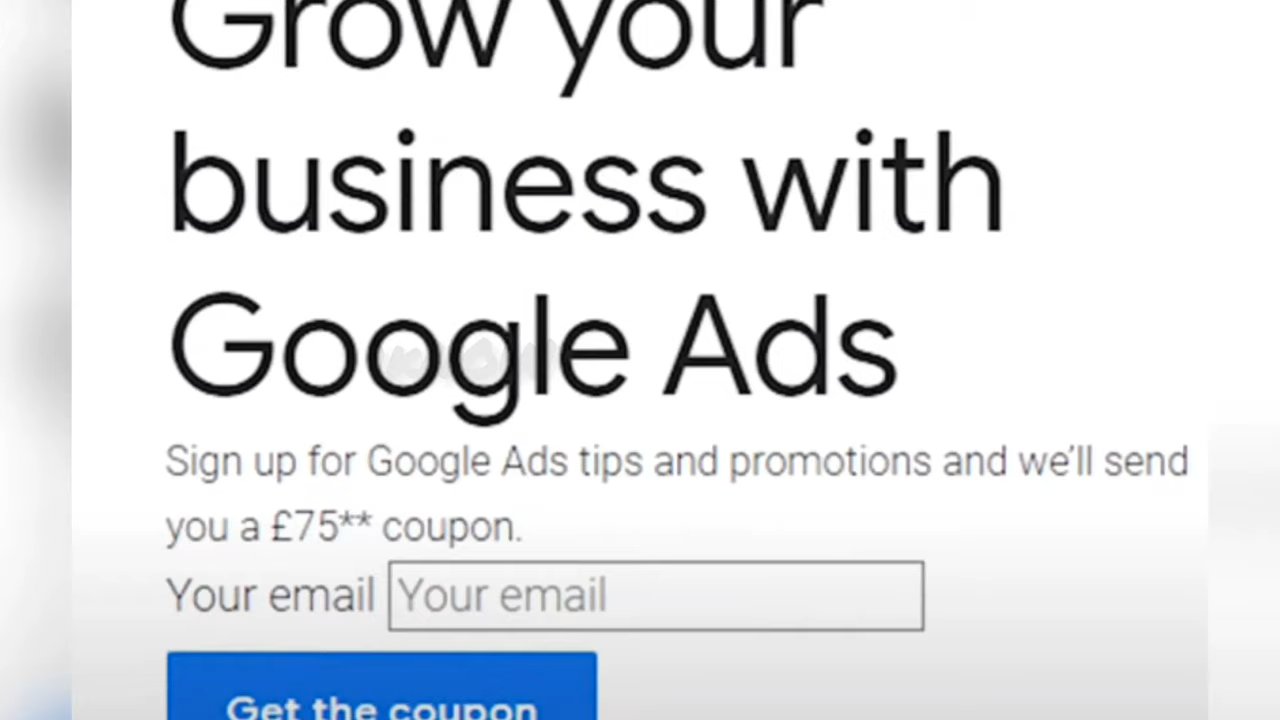 Grow your
business with
Google Ads
Sign up for Google Ads tips and promotions and we'll send
you a £75** coupon.
Your email Your email
Get the coupon